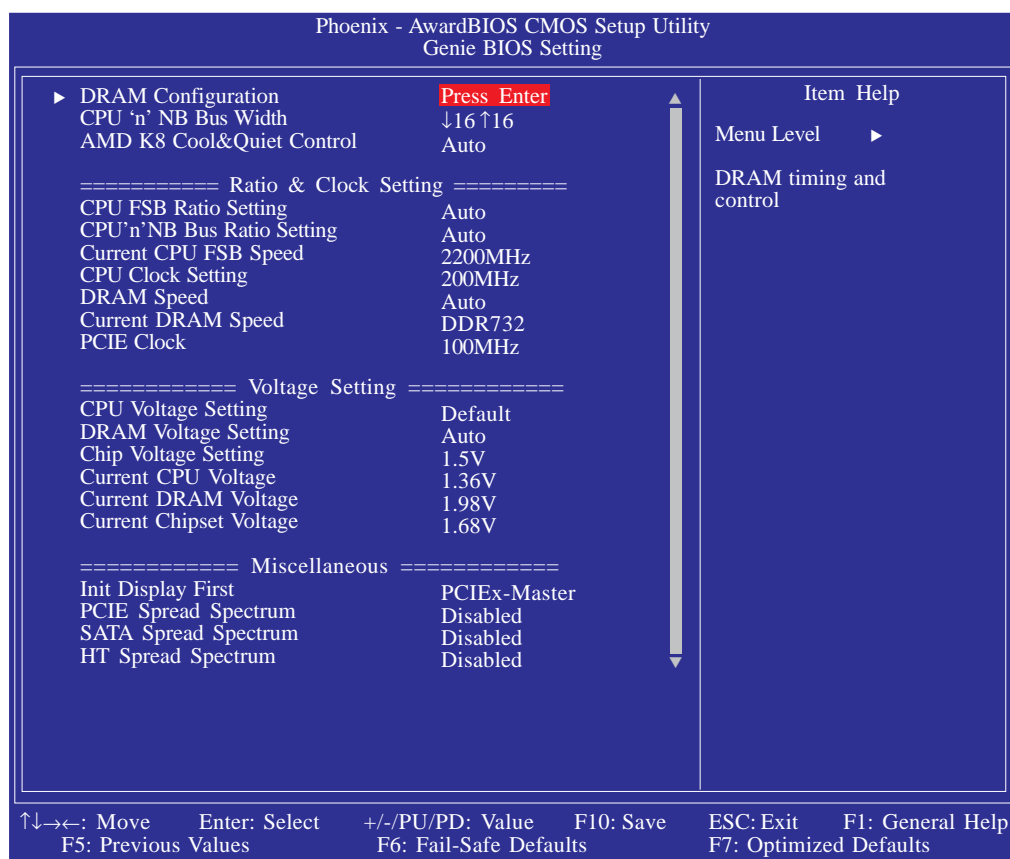 Phoenix - AwardBIOS CMOS Setup Utility
Genie BIOS Setting
▶ DRAM Configuration Press Enter
CPU ‘n’ NB Bus Width ↓16↑16
AMD K8 Cool&Quiet Control Auto
=========== Ratio & Clock Setting =========
CPU FSB Ratio Setting Auto
CPU’n’NB Bus Ratio Setting Auto
Current CPU FSB Speed 2200MHz
CPU Clock Setting 200MHz
DRAM Speed Auto
Current DRAM Speed DDR732
PCIE Clock 100MHz
============ Voltage Setting ============
CPU Voltage Setting Default
DRAM Voltage Setting Auto
Chip Voltage Setting 1.5V
Current CPU Voltage 1.36V
Current DRAM Voltage 1.98V
Current Chipset Voltage 1.68V
============ Miscellaneous ============
Init Display First PCIEx-Master
PCIE Spread Spectrum Disabled
SATA Spread Spectrum Disabled
HT Spread Spectrum Disabled
Item Help
Menu Level ▶
DRAM timing and
control
↑↓→←: Move Enter: Select +/-/PU/PD: Value F10: Save ESC: Exit F1: General Help
F5: Previous Values F6: Fail-Safe Defaults F7: Optimized Defaults